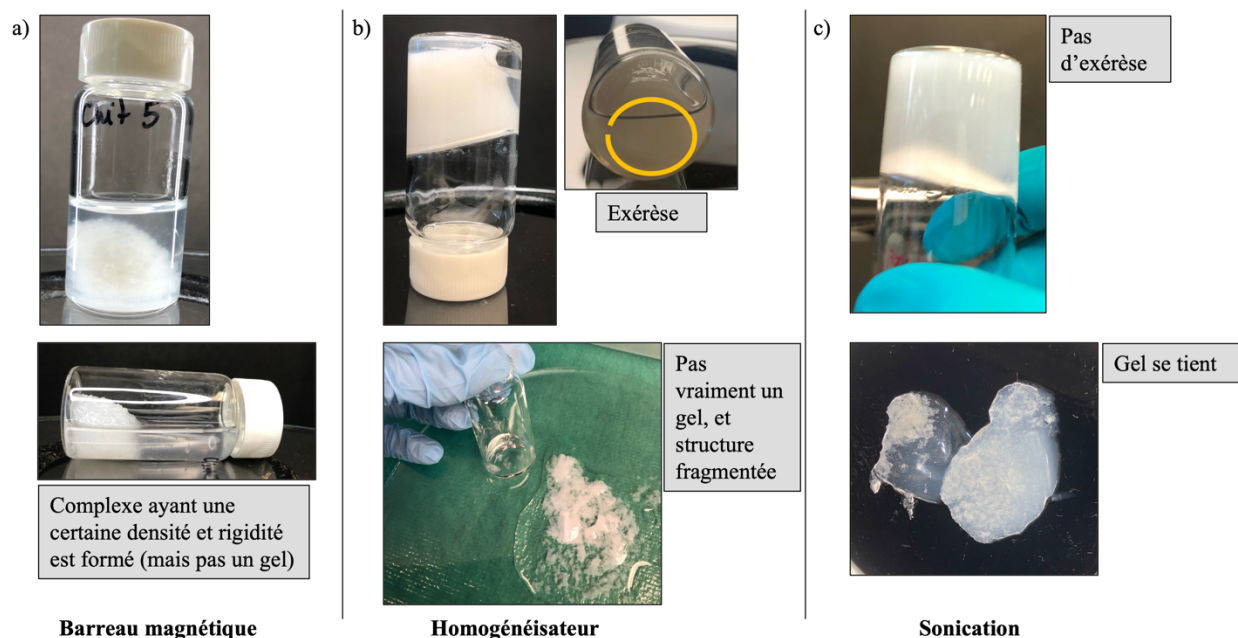 a)
Chit 5
Complexe ayant une
certaine densité et rigidité
est formé (mais pas un gel)
Barreau magnétique
b)
Exérèse
Pas
vraiment un
gel, et
structure
fragmentée
Homogénéisateur
c)
Pas
d’exérèse
Gel se tient
Sonication